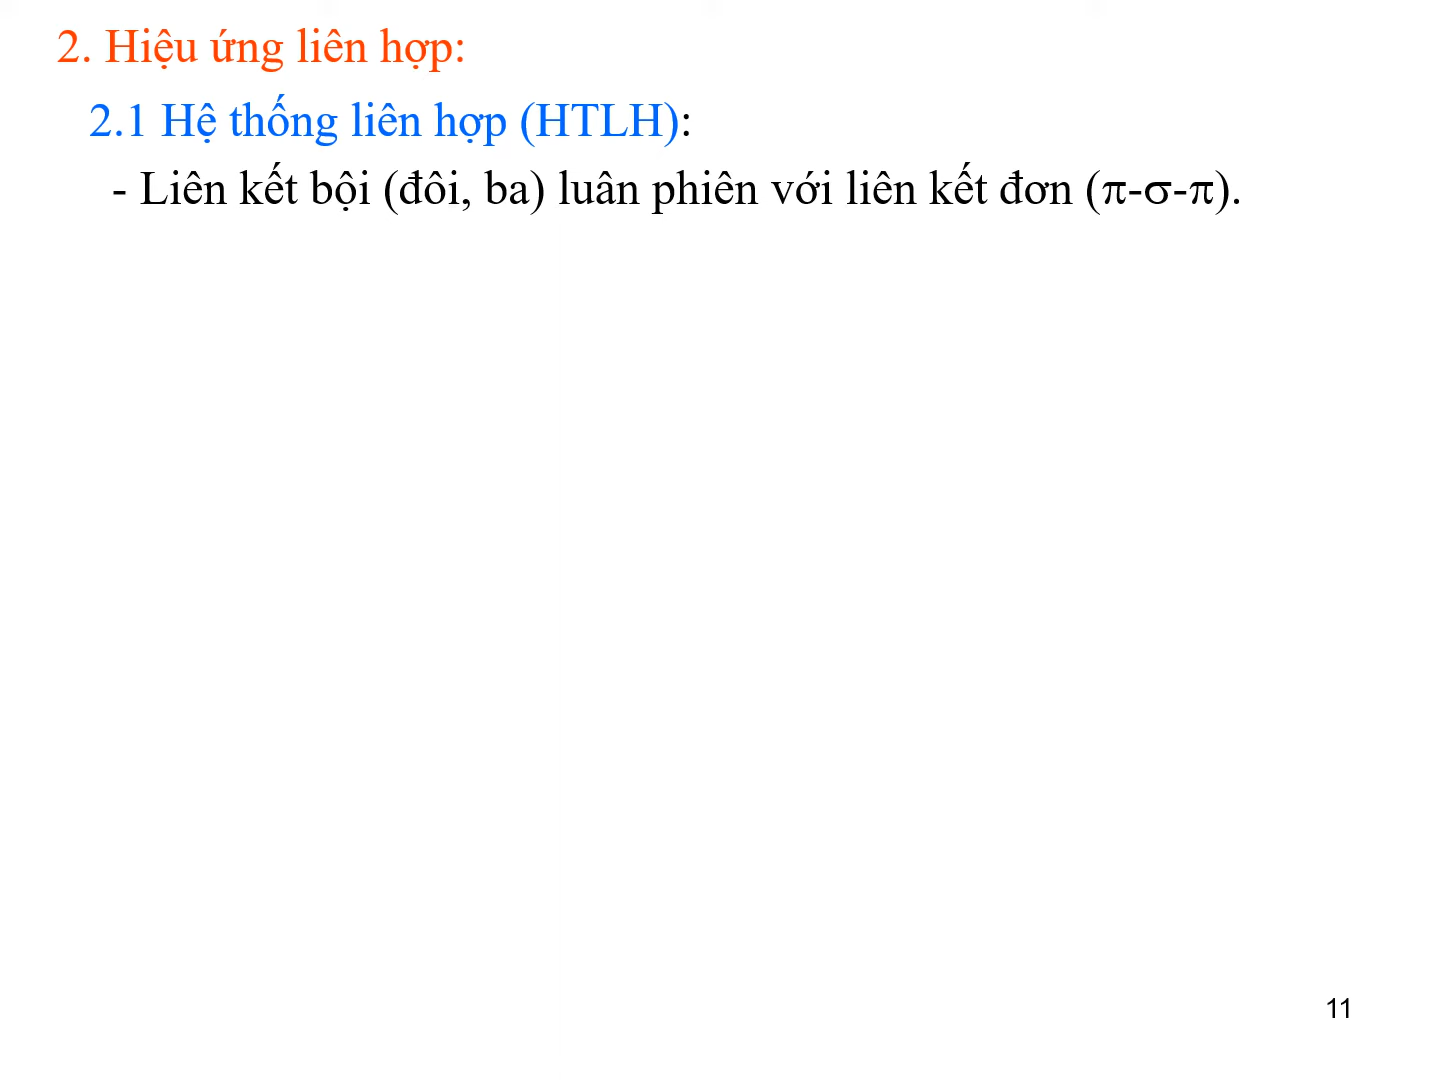 2. Hiệu ứng liên hợp:
2.1 Hệ thống liên hợp (HTLH):
- Liên kết bội (đôi, ba) luân phiên với liên kết đơn (π-σ-π).
11